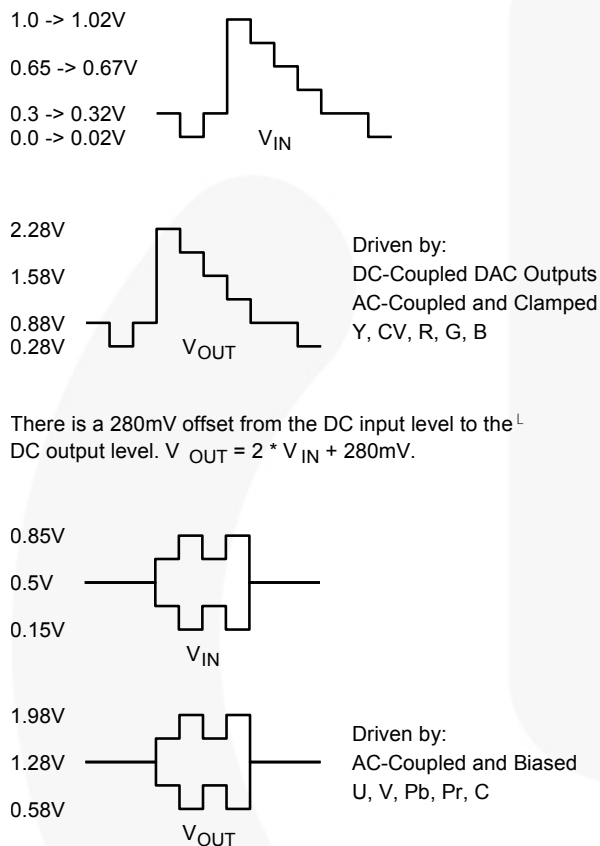 1.0 -> 1.02V
0.65 -> 0.67V
0.3 -> 0.32V
0.0 -> 0.02V
VIN
2.28V
1.58V
0.88V
0.28V
VOUT
Driven by:
DC-Coupled DAC Outputs
AC-Coupled and Clamped
Y, CV, R, G, B
There is a 280mV offset from the DC input level to the
DC output level. V OUT = 2 * V IN + 280mV.
0.85V
0.5V
0.15V
VIN
1.98V
1.28V
0.58V
VOUT
Driven by:
AC-Coupled and Biased
U, V, Pb, Pr, C